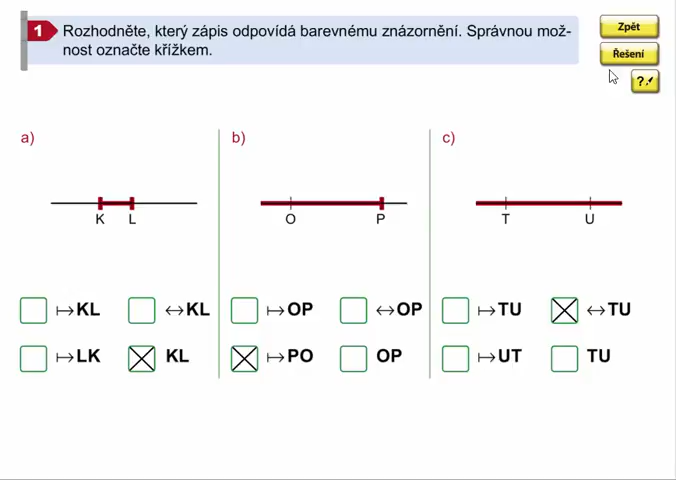 1 Rozhodněte, který zápis odpovídá barevnému znázornění. Správnou mož-
nost označte křížkem.
Zpět
Řešení
?
a) b) c)
K L O P T U
↦KL ↔KL ↦OP ↔OP ↦TU ↔TU
↦LK KL ↦PO OP ↦UT TU